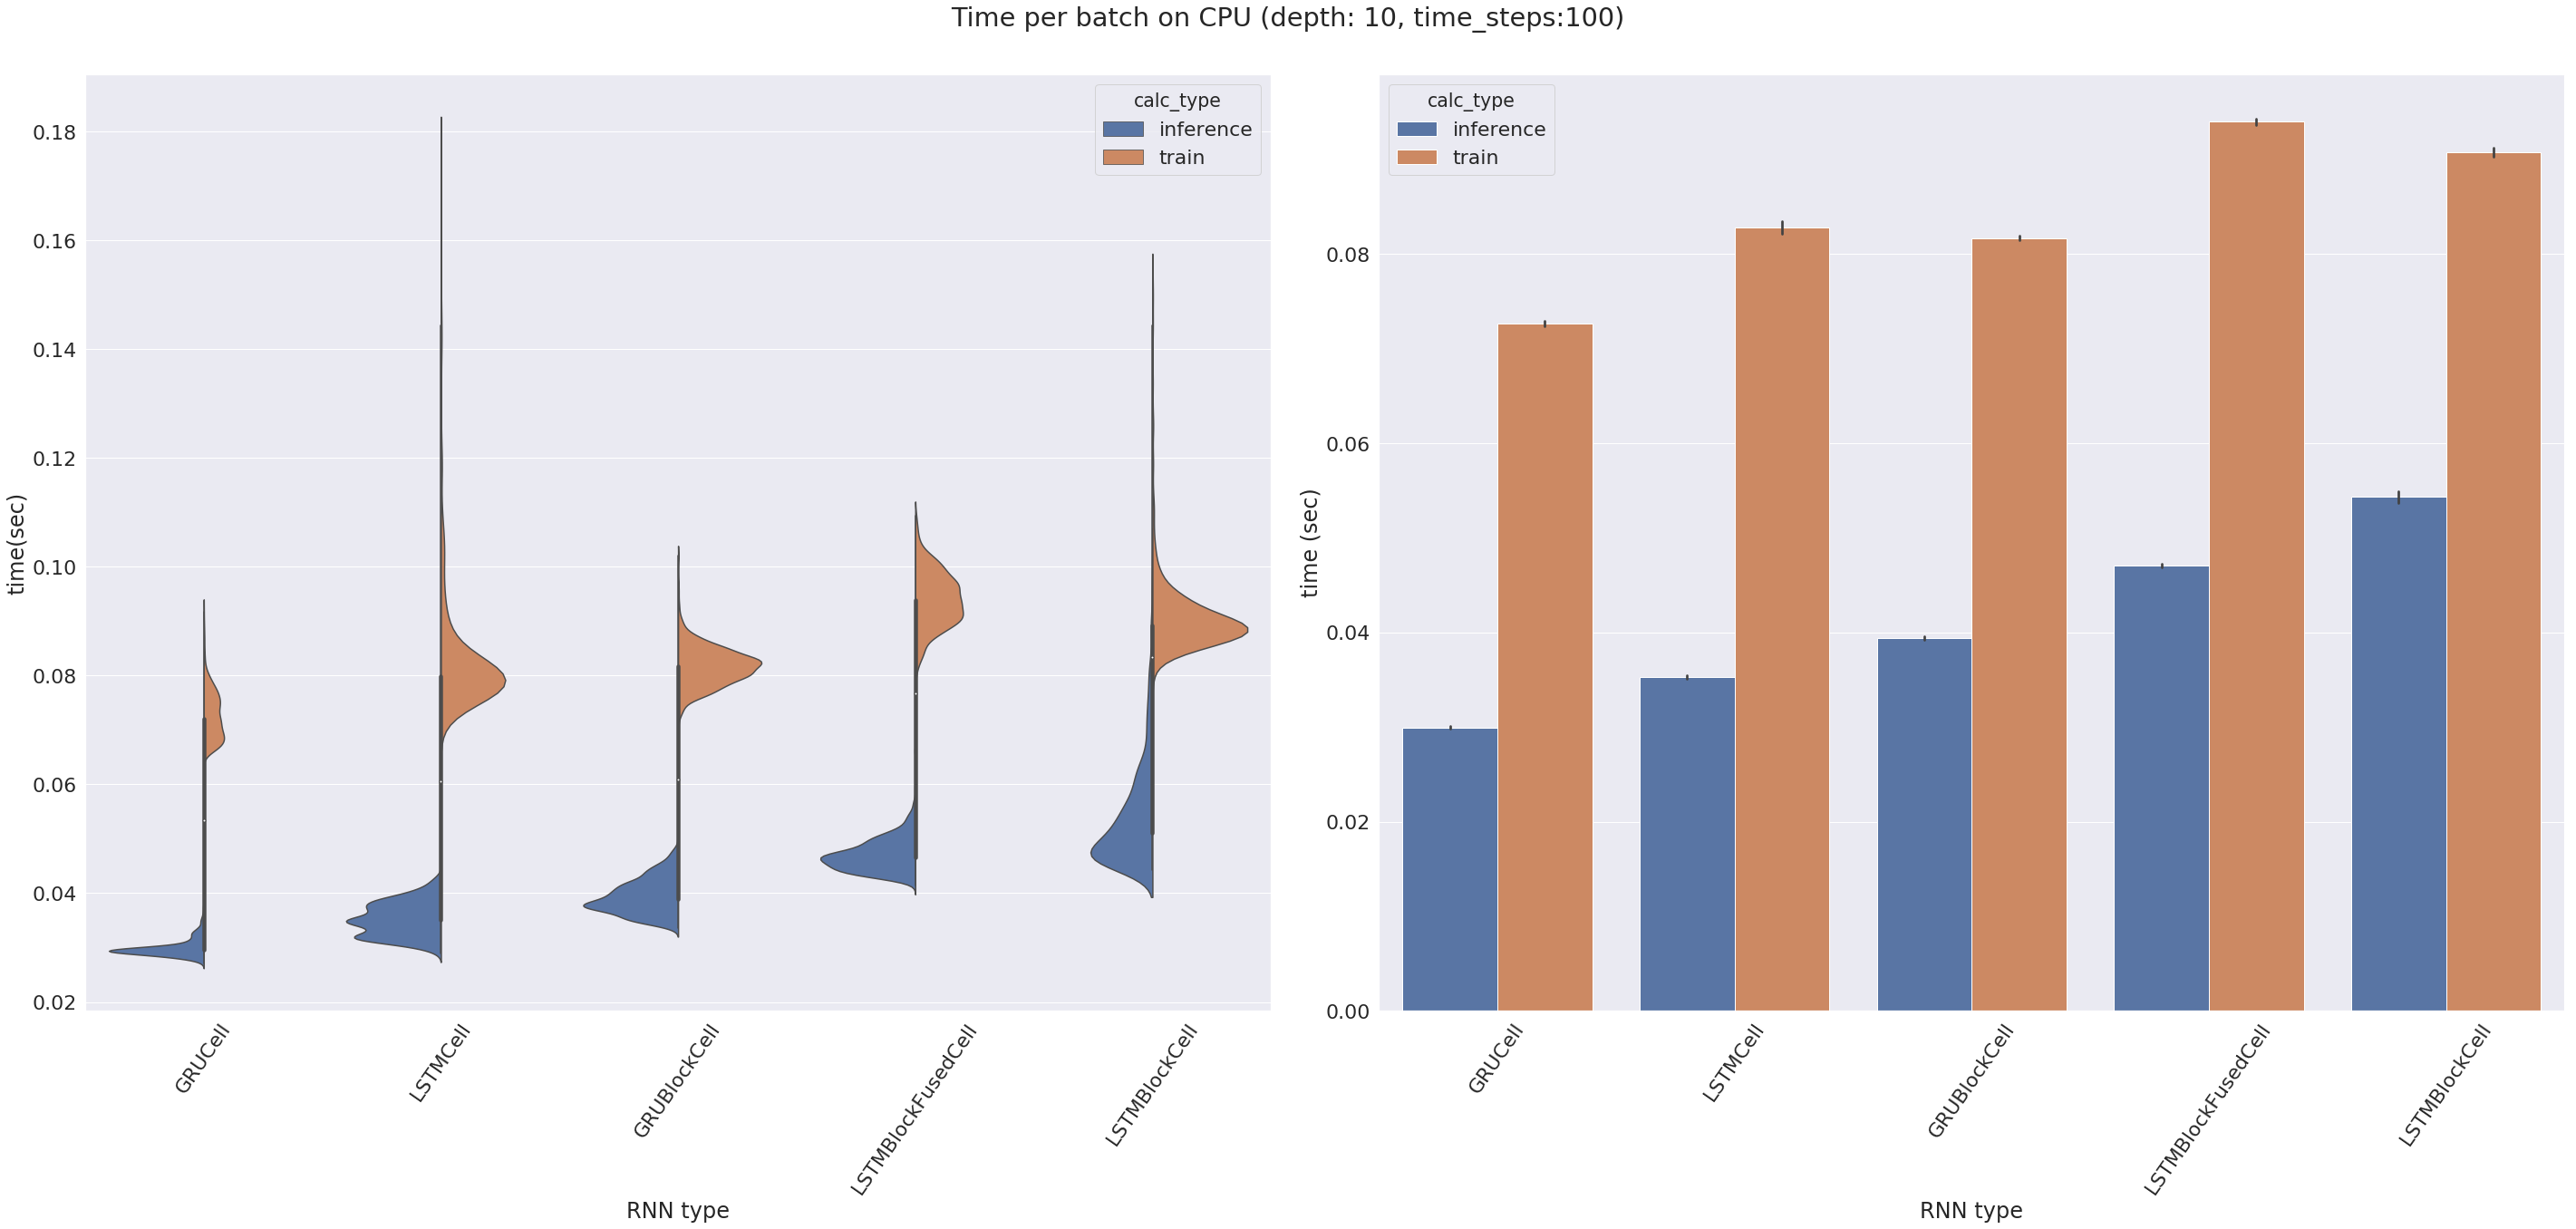 Time per batch on CPU (depth: 10, time_steps:100)
calc_type
inference
train
0.18
0.16
0.14
0.12
0.10
0.08
0.06
0.04
0.02
time(sec)
GRUCell
LSTMCell
GRUBlockCell
LSTMBlockFusedCell
LSTMBlockCell
RNN type
calc_type
inference
train
0.08
0.06
0.04
0.02
0.00
time (sec)
GRUCell
LSTMCell
GRUBlockCell
LSTMBlockFusedCell
LSTMBlockCell
RNN type